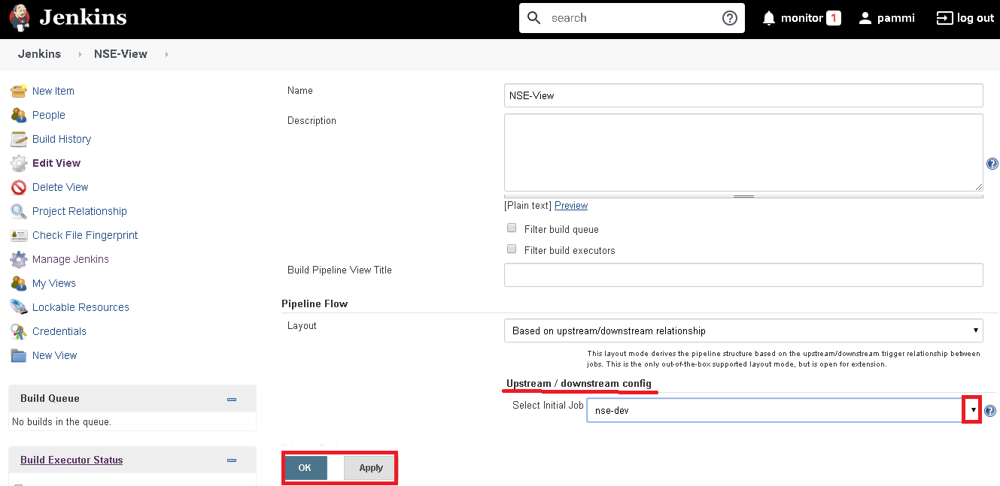 Jenkins
search
monitor 1
pammi
log out
Jenkins
NSE-View
New Item
People
Build History
Edit View
Delete View
Project Relationship
Check File Fingerprint
Manage Jenkins
My Views
Lockable Resources
Credentials
New View
Build Queue
No builds in the queue.
Build Executor Status
Name
NSE-View
Description
[Plain text] Preview
Filter build queue
Filter build executors
Build Pipeline View Title
Pipeline Flow
Layout
Based on upstream/downstream relationship
This layout mode derives the pipeline structure based on the upstream/downstream trigger relationship between
jobs. This is the only out-of-the-box supported layout mode, but is open for extension.
Upstream / downstream config
Select Initial Job
nse-dev
OK
Apply